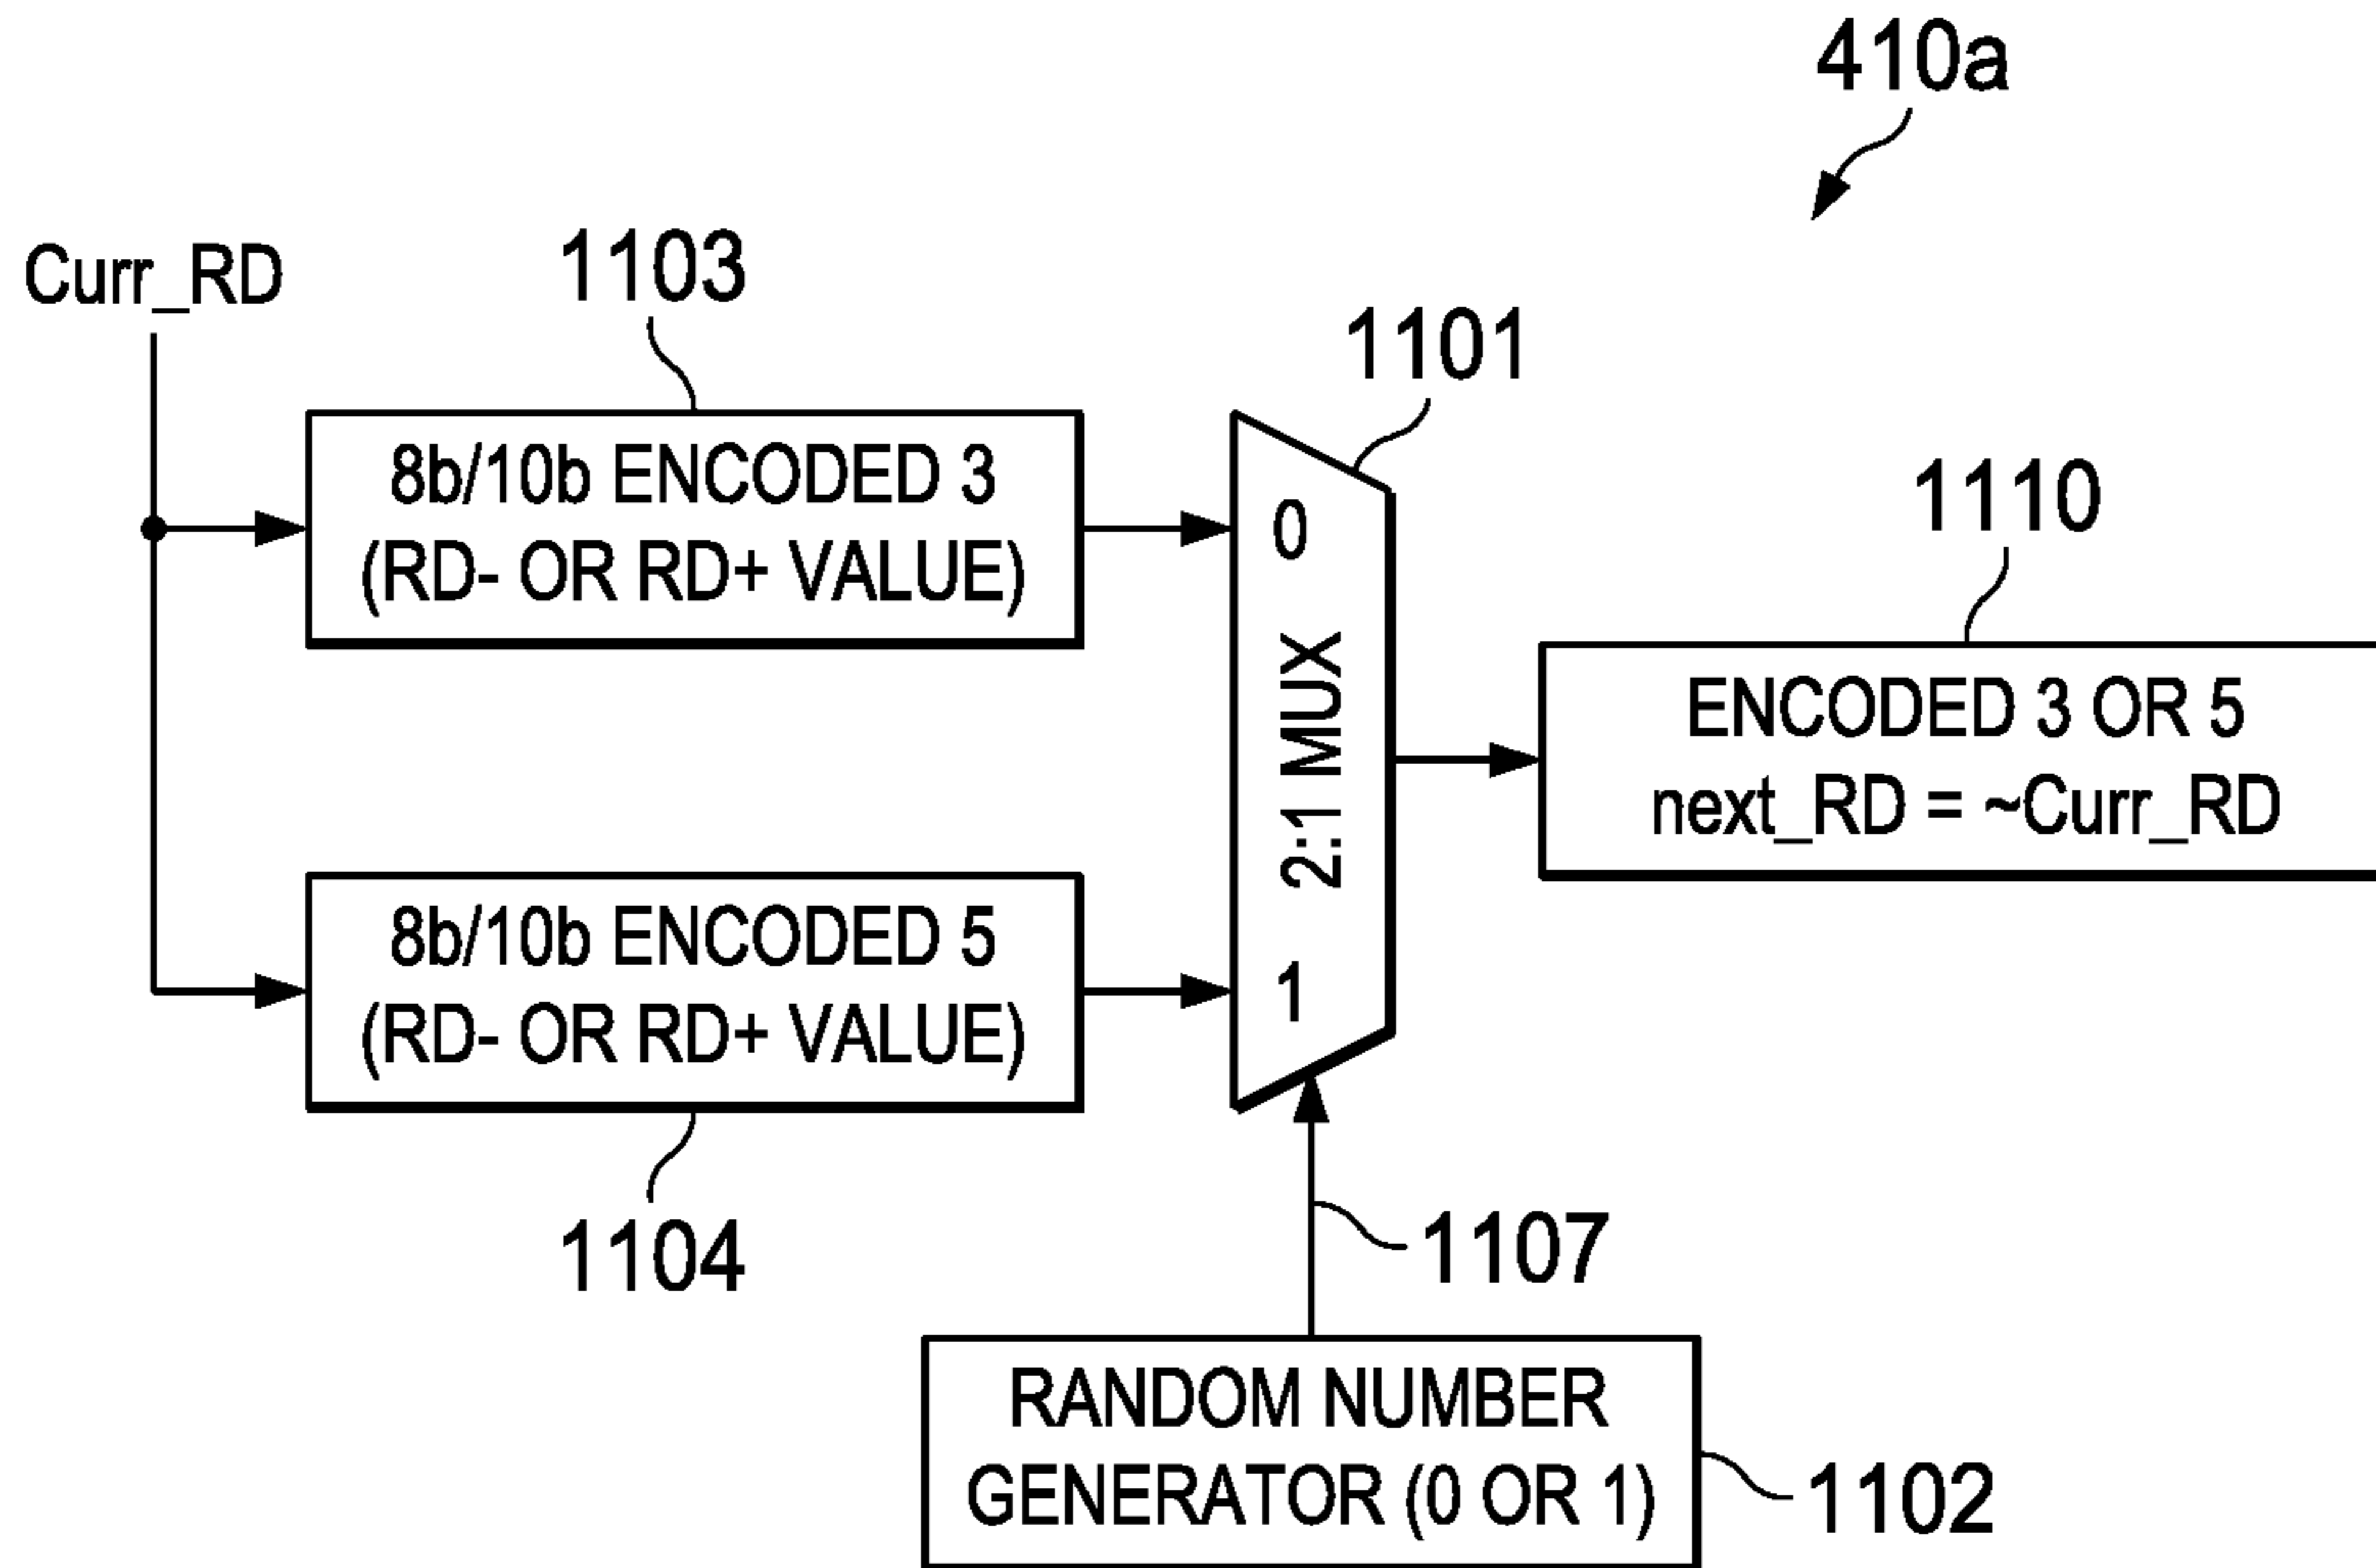 410a
Curr_RD
1103
1101
8b/10b ENCODED 3
(RD- OR RD+ VALUE)
0
2:1 MUX
1
1110
ENCODED 3 OR 5
next_RD = ~Curr_RD
8b/10b ENCODED 5
(RD- OR RD+ VALUE)
1104
1107
RANDOM NUMBER
GENERATOR (0 OR 1)
1102